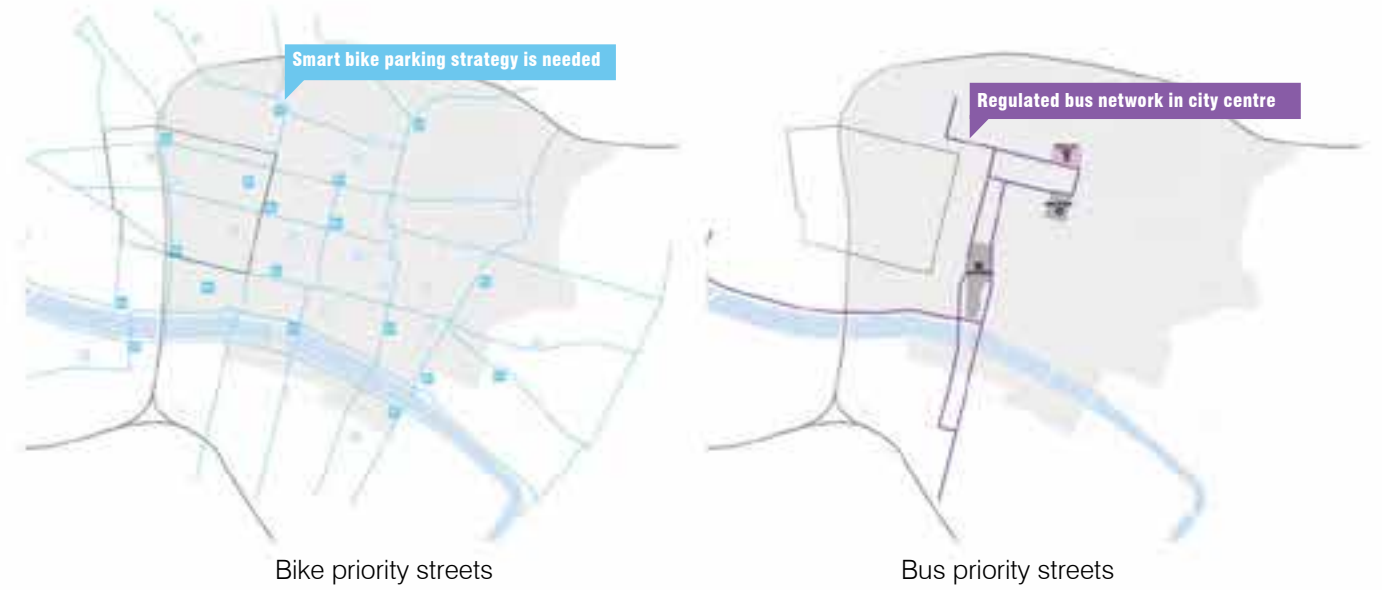 Smart bike parking strategy is needed
Regulated bus network in city centre
Bike priority streets
Bus priority streets